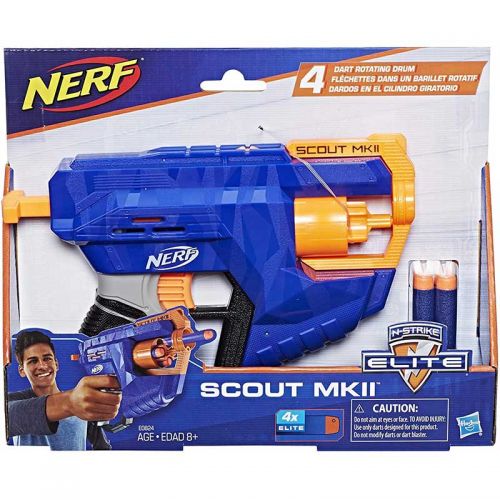 NERF
4 DART ROTATING DRUM
FLÉCHETTES DANS UN BARILLET ROTATIF
DARDOS EN EL CILINDRO GIRATORIO
SCOUT MKII
NERF
N-STRIKE
ELITE
SCOUT MKII
E0824
AGE • EDAD 8+
4x
ELITE
CAUTION:
Do not aim at eyes or face. TO AVOID INJURY:
Use only darts designed for this product.
Do not modify darts or dart blaster.
Hasbro